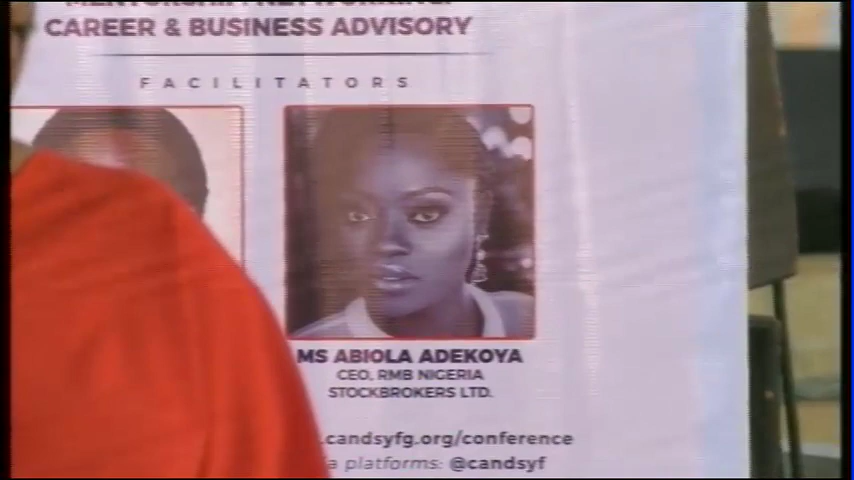 CAREER & BUSINESS ADVISORY
FACILITATORS
MS ABIOLA ADEKOYA
CEO, RMB NIGERIA
STOCKBROKERS LTD.
.candsyfg.org/conference
platforms: @candsyf